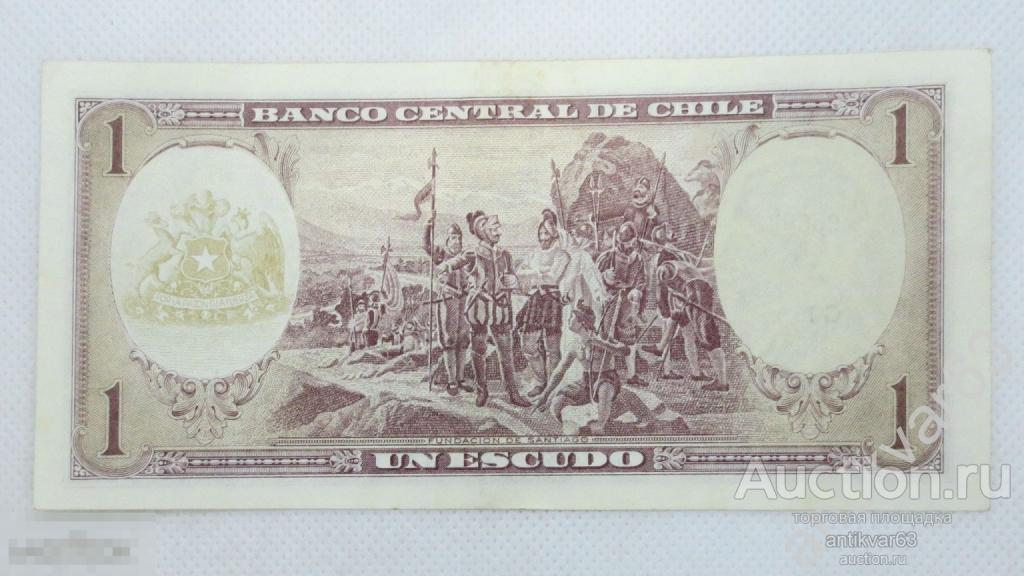 1 BANCO CENTRAL DE CHILE 1
FUNDACION DE SANTIAGO
1 UN ESCUDO 1
Auction.ru
торговая площадка
antikvar63
auction.ru